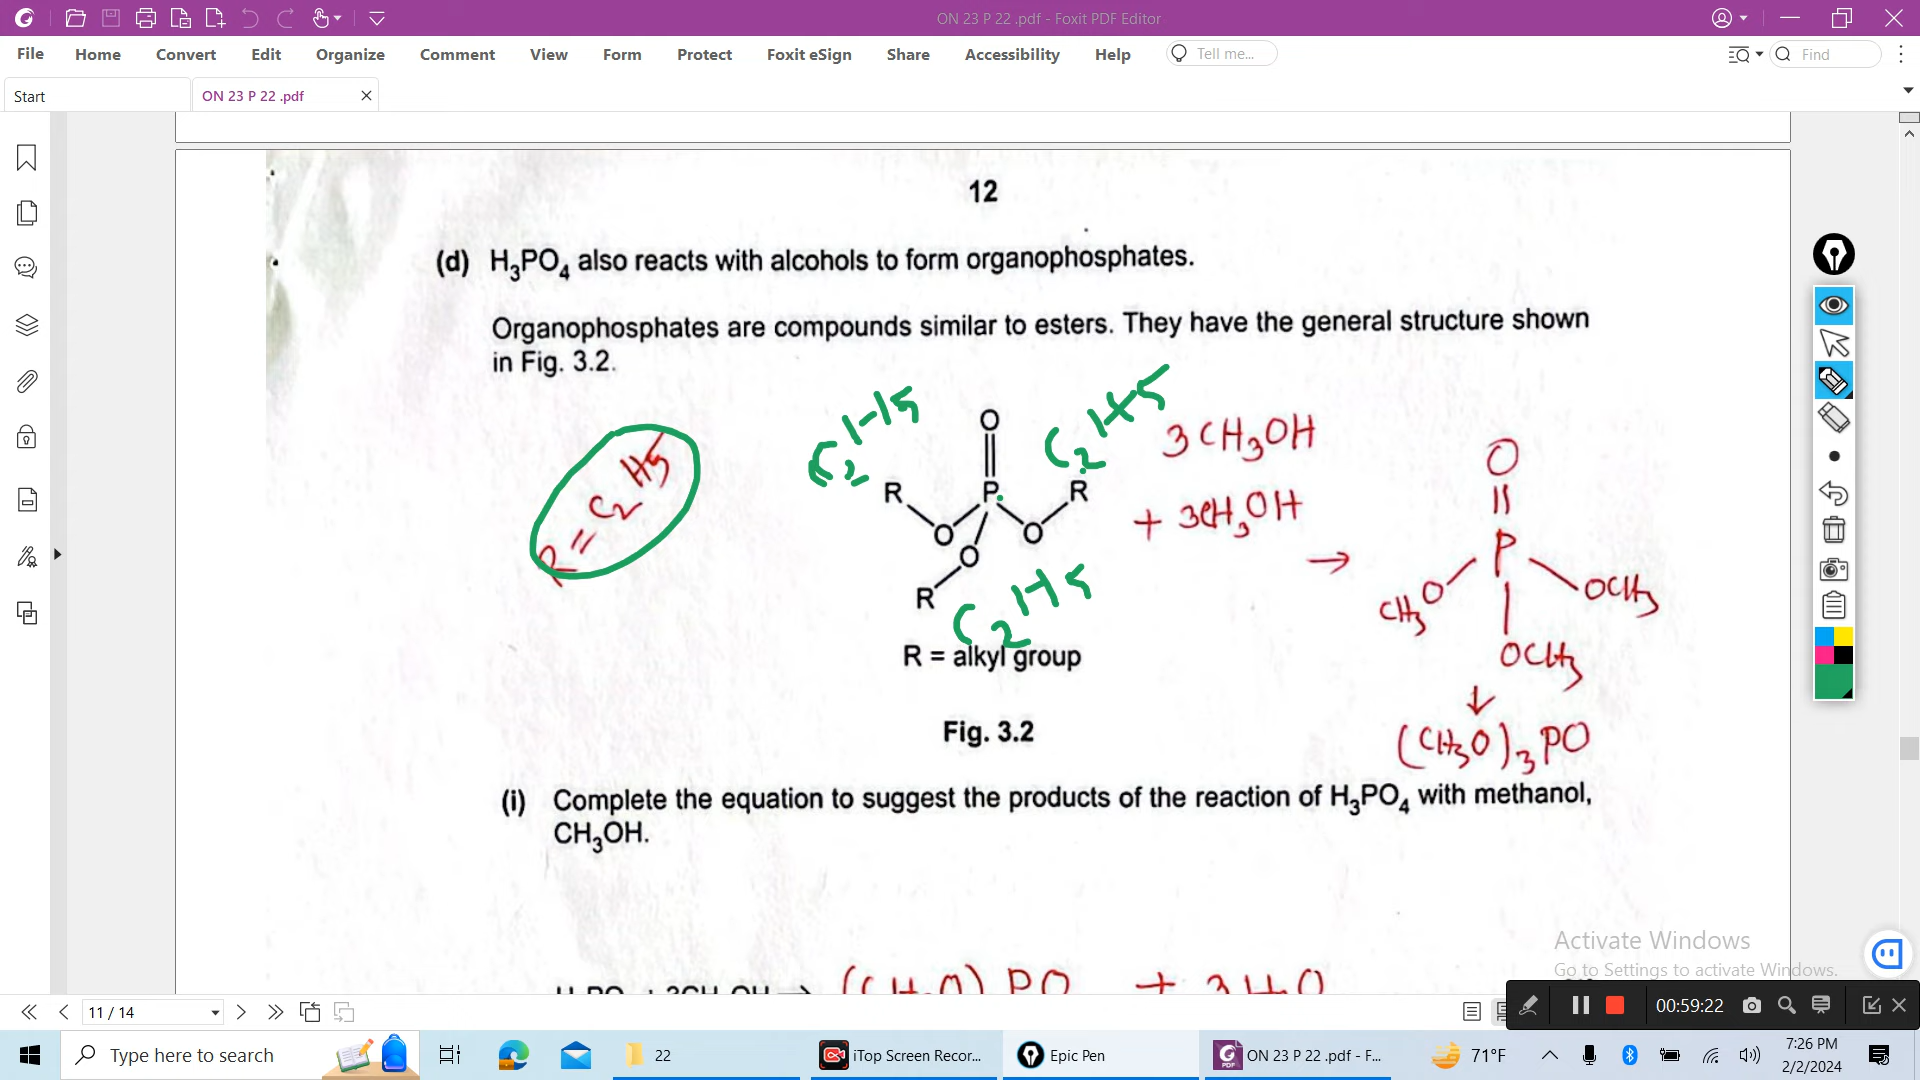 ON 23 P 22 .pdf - Foxit PDF Editor
File Home Convert Edit Organize Comment View Form Protect Foxit eSign Share Accessibility Help Tell me... Find
Start ON 23 P 22 .pdf
12
(d) H₃PO₄ also reacts with alcohols to form organophosphates.
Organophosphates are compounds similar to esters. They have the general structure shown
in Fig. 3.2.
R = C₂H5
C₂H5
C₂H5
O
P
R
R
O
O
O
R
C₂H5
R = alkyl group
Fig. 3.2
3CH₃OH
+ 3CH₃OH
→
O
P
CH₃O
OCH₃
OCH₃
↓
(CH₃O)₃PO
(i) Complete the equation to suggest the products of the reaction of H₃PO₄ with methanol,
CH₃OH.
Activate Windows
Go to Settings to activate Windows.
11 / 14
00:59:22
Type here to search
22
iTop Screen Recor...
Epic Pen
ON 23 P 22 .pdf - F...
71°F
7:26 PM
2/2/2024